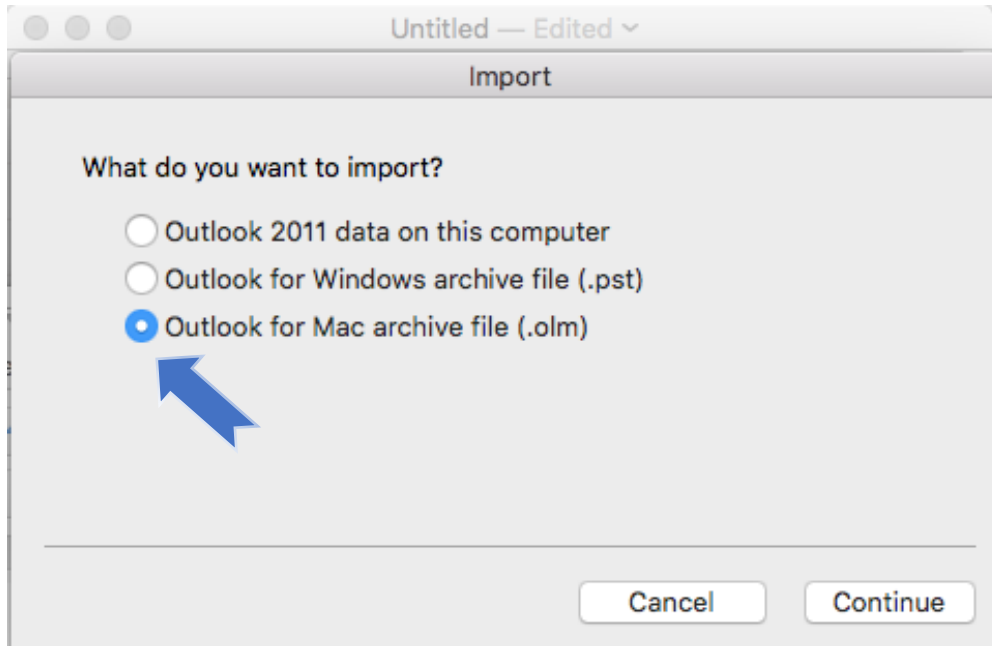 Untitled — Edited
Import
What do you want to import?
Outlook 2011 data on this computer
Outlook for Windows archive file (.pst)
Outlook for Mac archive file (.olm)
Cancel Continue